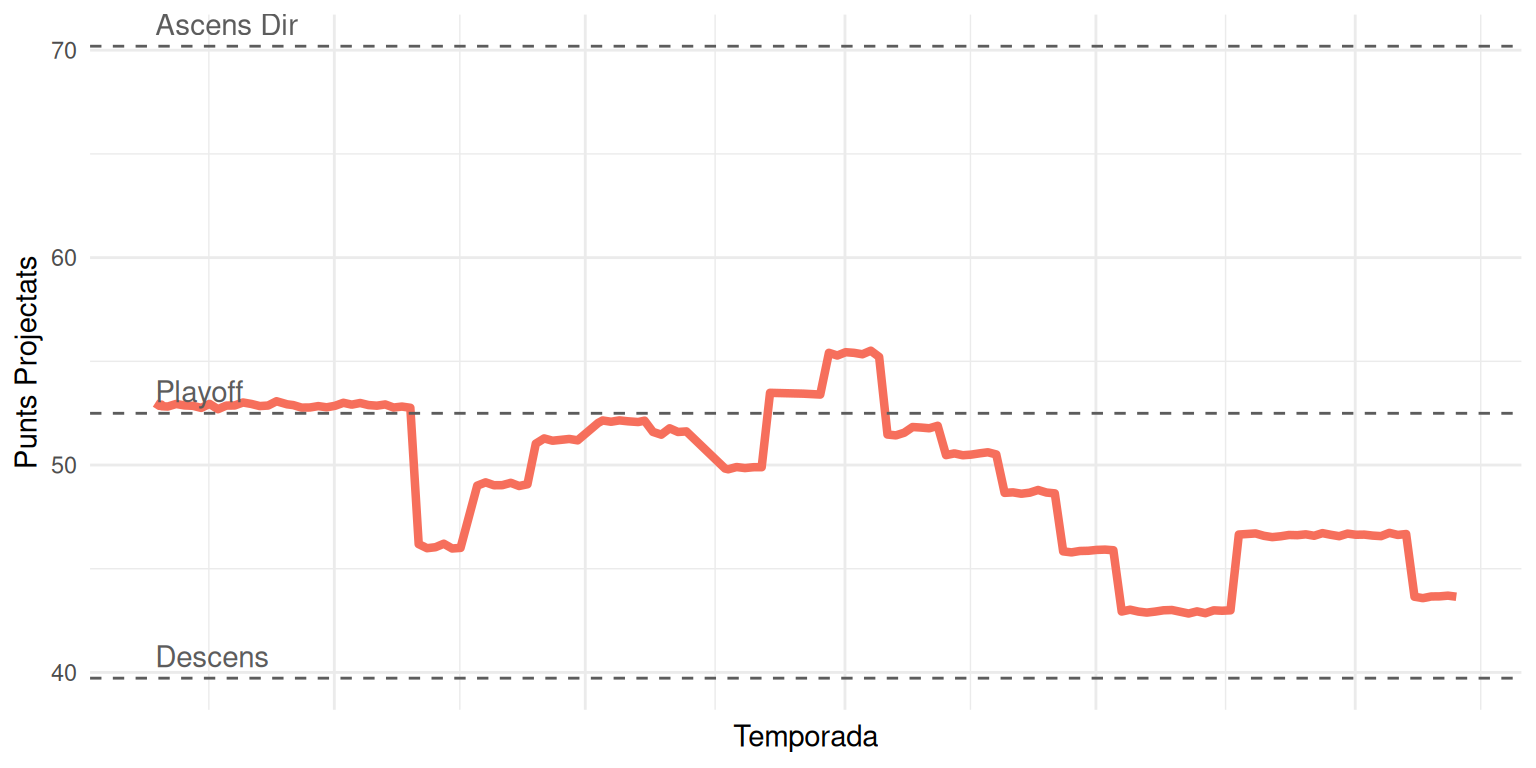 Ascens Dir
70
60
Punts Projectats
Playoff
50
Descens
40
Temporada